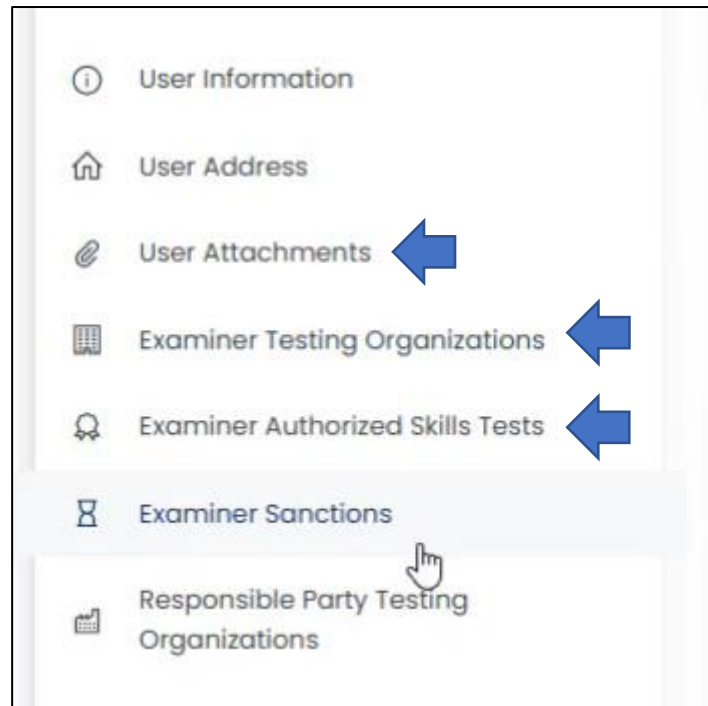 User Information
User Address
User Attachments
Examiner Testing Organizations
Examiner Authorized Skills Tests
Examiner Sanctions
Responsible Party Testing
Organizations